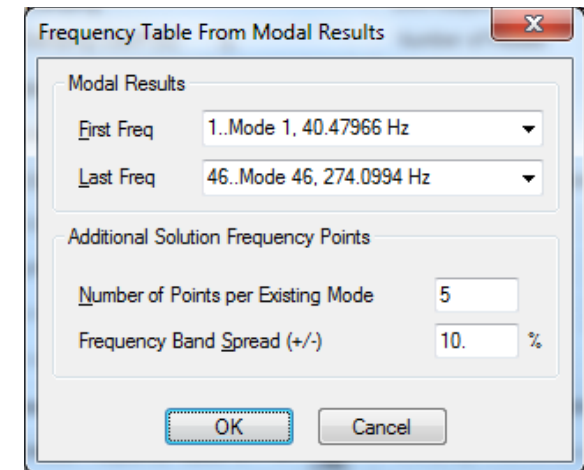 Frequency Table From Modal Results
Modal Results
First Freq 1..Mode 1, 40.47966 Hz
Last Freq 46..Mode 46, 274.0994 Hz
Additional Solution Frequency Points
Number of Points per Existing Mode 5
Frequency Band Spread (+/-) 10. %
OK Cancel